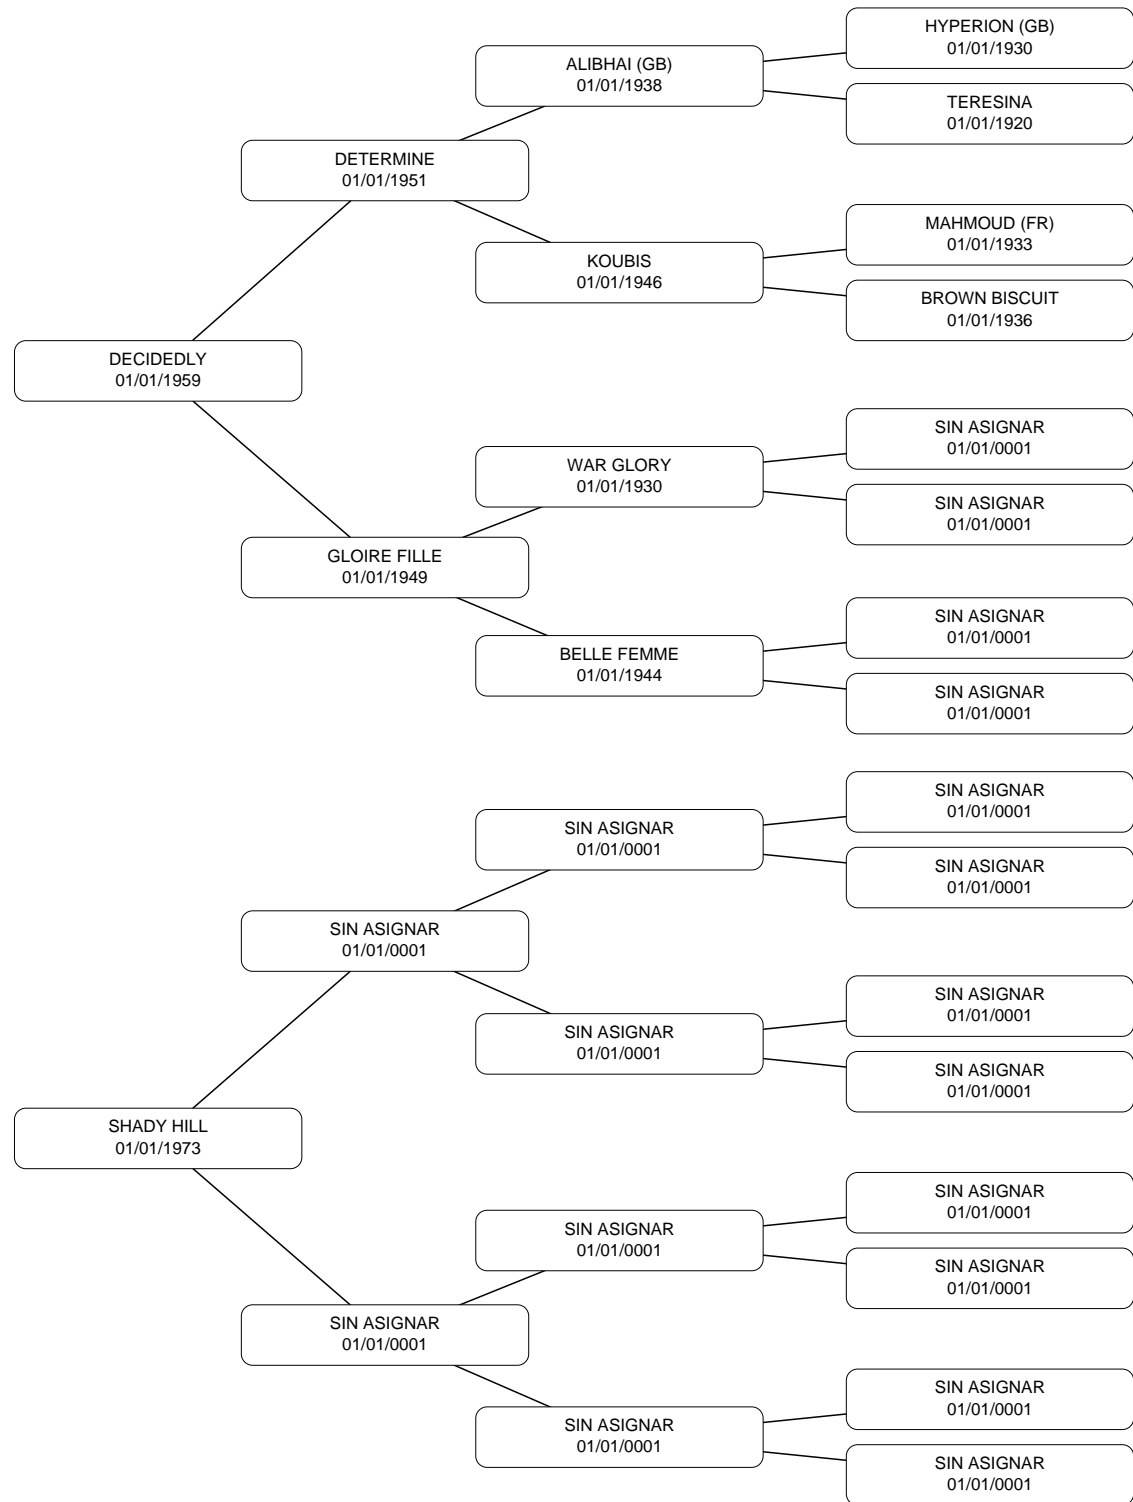 HYPERION (GB)
01/01/1930
ALIBHAI (GB)
01/01/1938
TERESINA
01/01/1920
DETERMINE
01/01/1951
MAHMOUD (FR)
01/01/1933
KOUBIS
01/01/1946
BROWN BISCUIT
01/01/1936
DECIDEDLY
01/01/1959
SIN ASIGNAR
01/01/0001
WAR GLORY
01/01/1930
SIN ASIGNAR
01/01/0001
GLOIRE FILLE
01/01/1949
SIN ASIGNAR
01/01/0001
BELLE FEMME
01/01/1944
SIN ASIGNAR
01/01/0001
SIN ASIGNAR
01/01/0001
SIN ASIGNAR
01/01/0001
SIN ASIGNAR
01/01/0001
SIN ASIGNAR
01/01/0001
SIN ASIGNAR
01/01/0001
SIN ASIGNAR
01/01/0001
SIN ASIGNAR
01/01/0001
SHADY HILL
01/01/1973
SIN ASIGNAR
01/01/0001
SIN ASIGNAR
01/01/0001
SIN ASIGNAR
01/01/0001
SIN ASIGNAR
01/01/0001
SIN ASIGNAR
01/01/0001
SIN ASIGNAR
01/01/0001
SIN ASIGNAR
01/01/0001